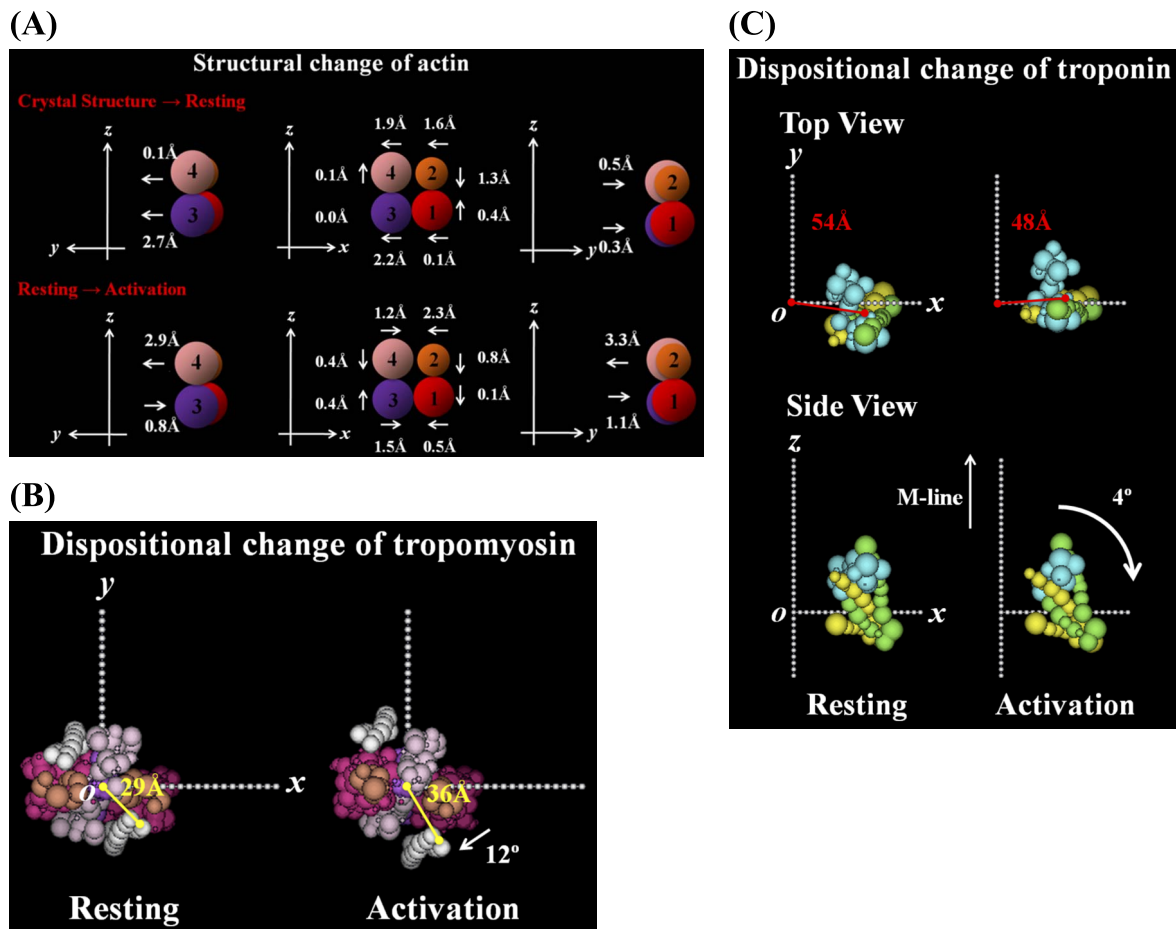 (A)
Structural change of actin
Crystal Structure → Resting
z
0.1Å
4
3
2.7Å
y
z
1.9Å
1.6Å
0.1Å
4
2
1.3Å
0.0Å
3
1
0.4Å
x
2.2Å
0.1Å
z
0.5Å
2
1
0.3Å
y
Resting → Activation
z
2.9Å
4
3
0.8Å
y
z
1.2Å
2.3Å
0.4Å
4
2
0.8Å
0.4Å
3
1
0.1Å
x
1.5Å
0.5Å
z
3.3Å
2
1
1.1Å
y
(B)
Dispositional change of tropomyosin
y
o
29Å
x
36Å
12º
Resting
Activation
(C)
Dispositional change of troponin
Top View
y
54Å
48Å
o
x
Side View
z
M-line
4º
o
x
Resting
Activation